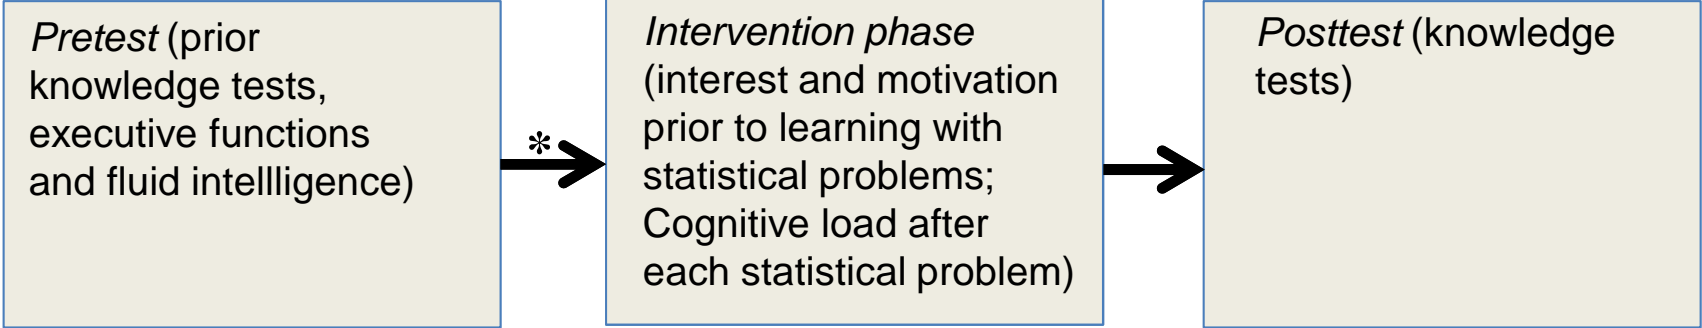 Pretest (prior
knowledge tests,
executive functions
and fluid intellligence)
*
Intervention phase
(interest and motivation
prior to learning with
statistical problems;
Cognitive load after
each statistical problem)
Posttest (knowledge
tests)